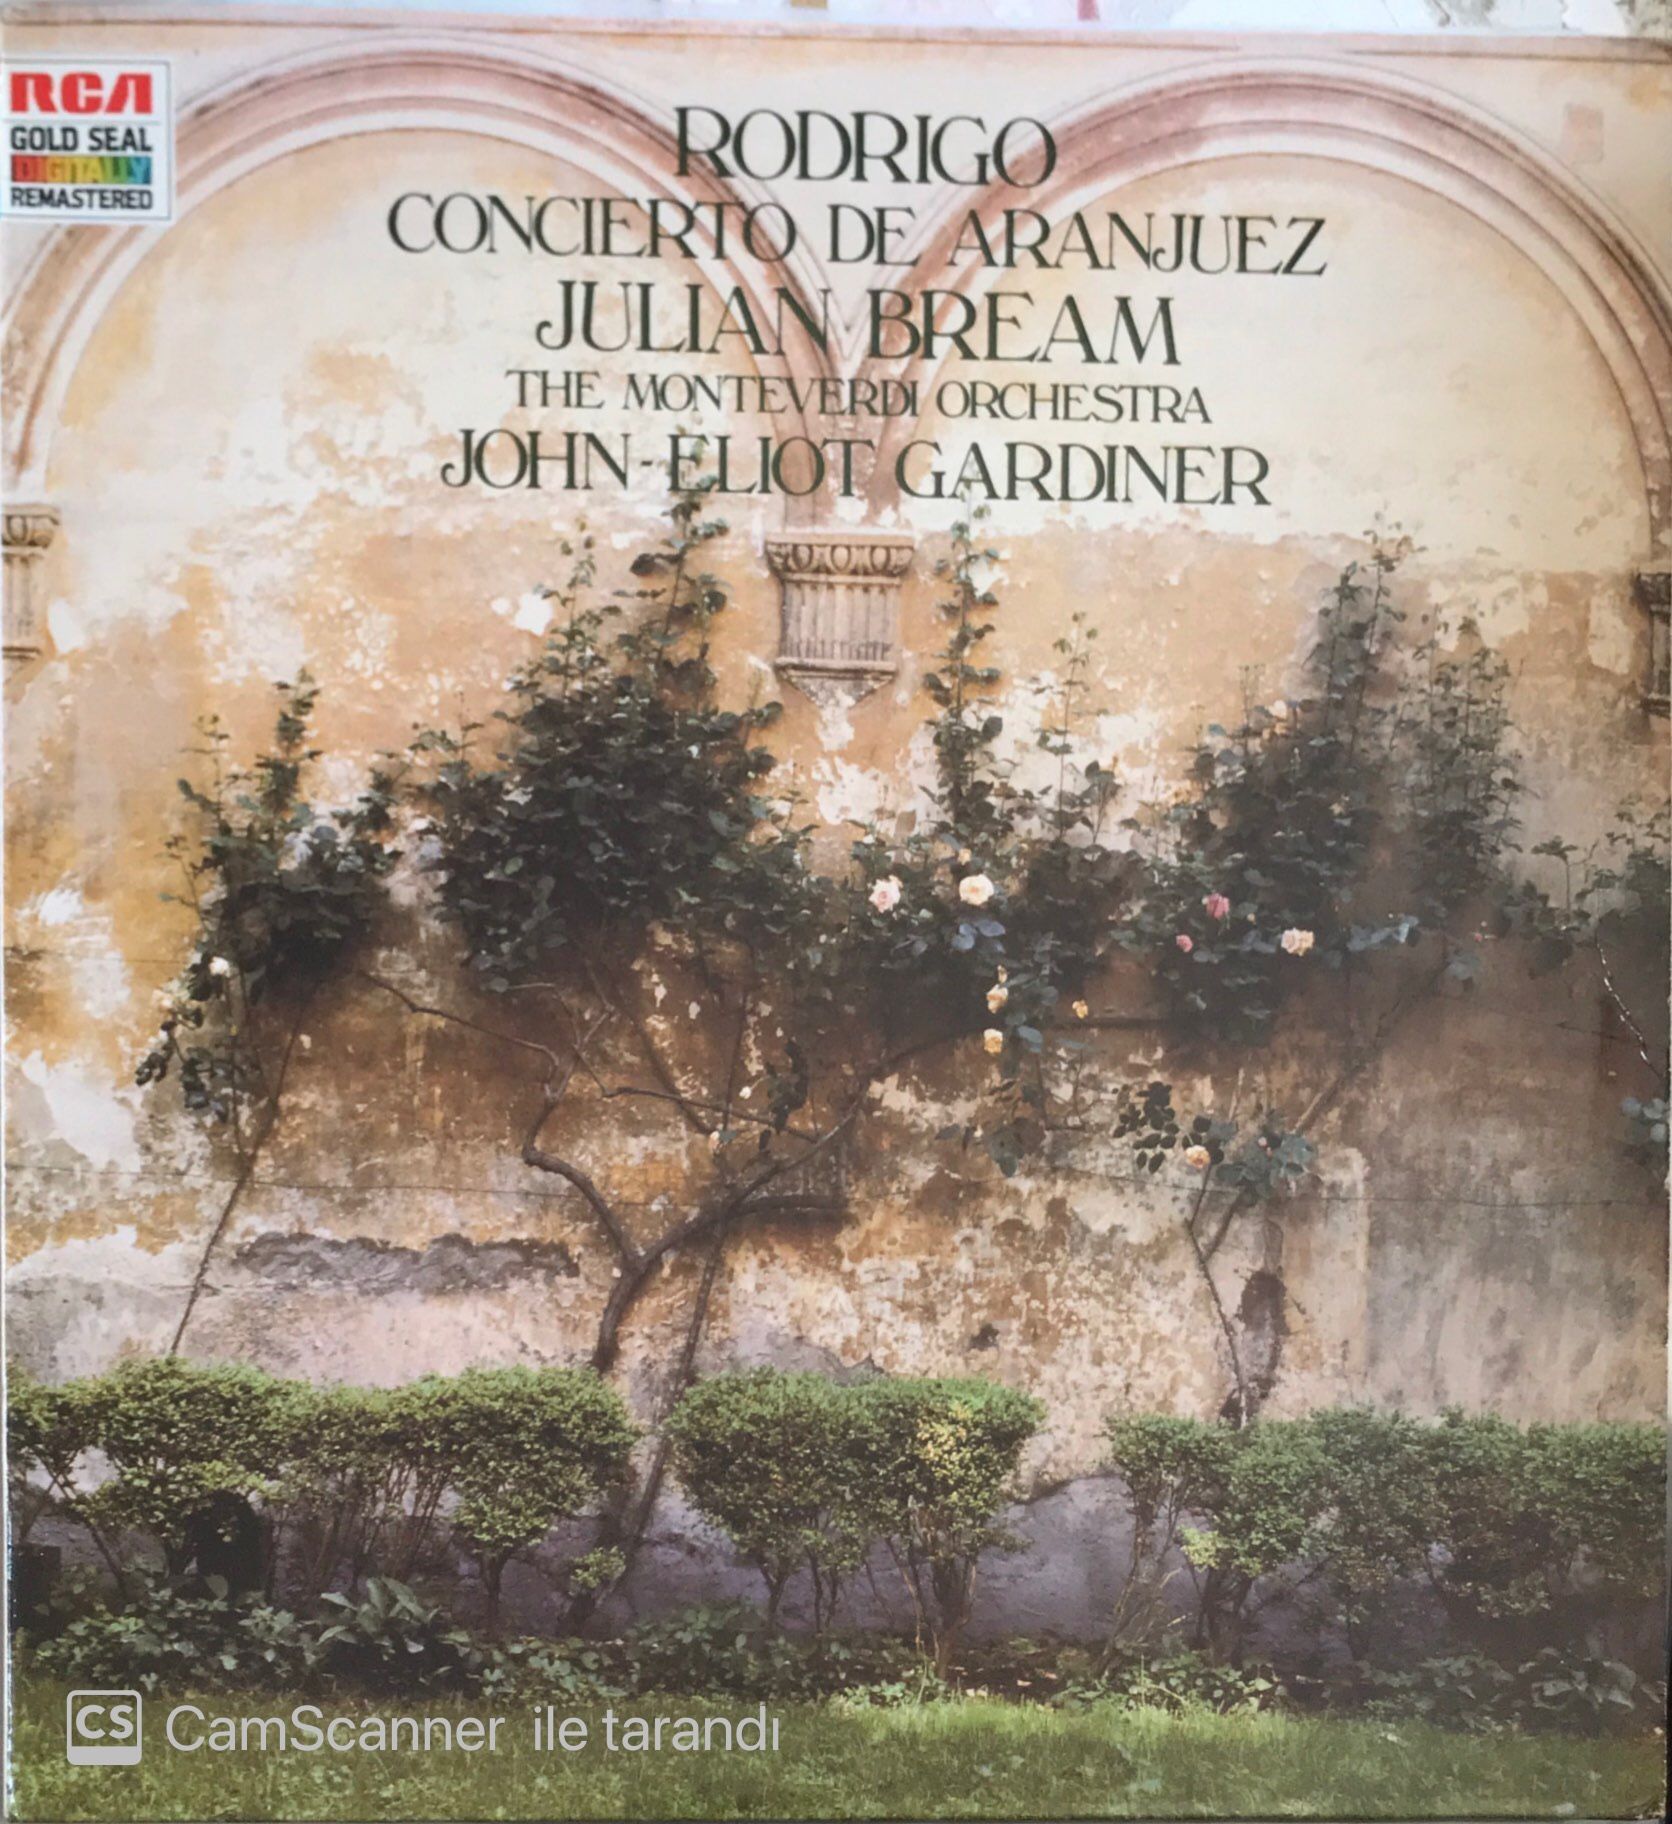 RCA
GOLD SEAL
DIGITALLY
REMASTERED
RODRIGO
CONCIERTO DE ARANJUEZ
JULIAN BREAM
THE MONTEVERDI ORCHESTRA
JOHN-ELIOT GARDINER
CS CamScanner ile tarandı